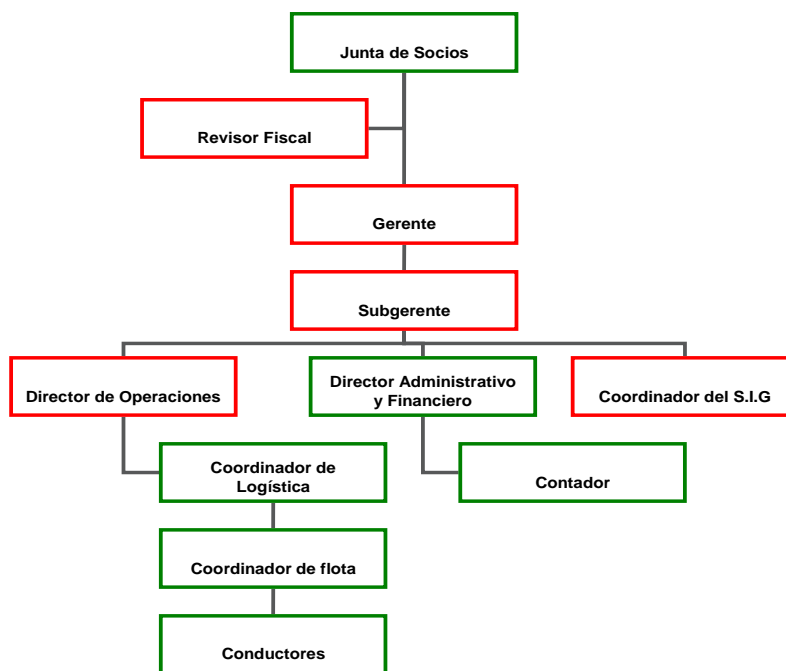 Junta de Socios
Revisor Fiscal
Gerente
Subgerente
Director de Operaciones
Director Administrativo
y Financiero
Coordinador del S.I.G
Coordinador de
Logística
Contador
Coordinador de flota
Conductores